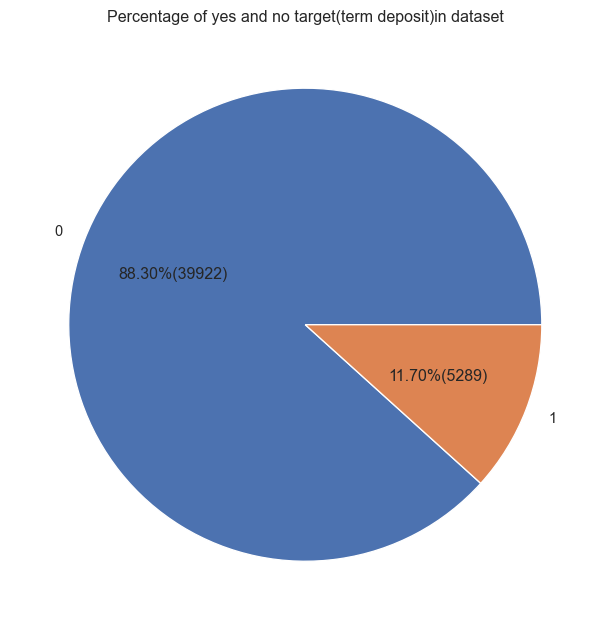 Percentage of yes and no target(term deposit)in dataset
0
88.30%(39922)
11.70%(5289)
1